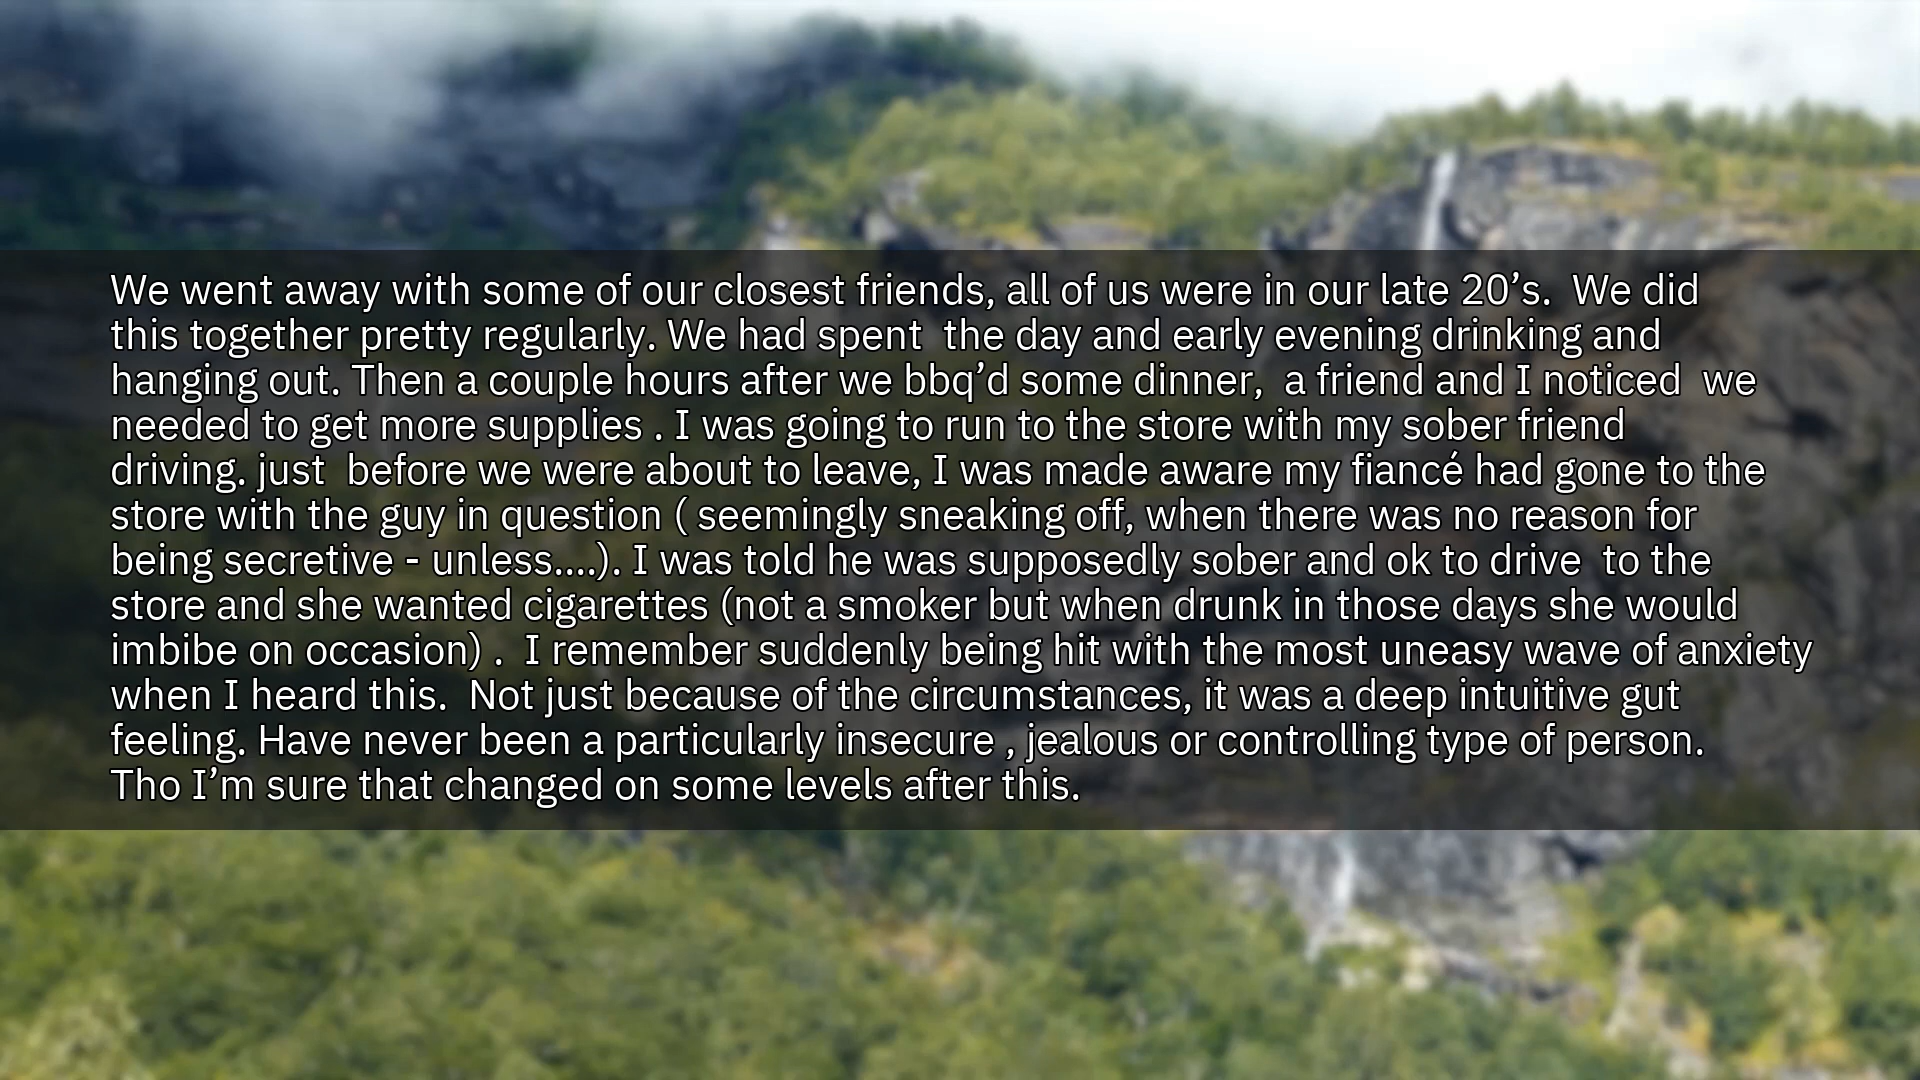 We went away with some of our closest friends, all of us were in our late 20’s.  We did
this together pretty regularly. We had spent  the day and early evening drinking and
hanging out. Then a couple hours after we bbq’d some dinner,  a friend and I noticed  we
needed to get more supplies . I was going to run to the store with my sober friend
driving. just  before we were about to leave, I was made aware my fiancé had gone to the
store with the guy in question ( seemingly sneaking off, when there was no reason for
being secretive - unless....). I was told he was supposedly sober and ok to drive  to the
store and she wanted cigarettes (not a smoker but when drunk in those days she would
imbibe on occasion) .  I remember suddenly being hit with the most uneasy wave of anxiety
when I heard this.  Not just because of the circumstances, it was a deep intuitive gut
feeling. Have never been a particularly insecure , jealous or controlling type of person.
Tho I’m sure that changed on some levels after this.